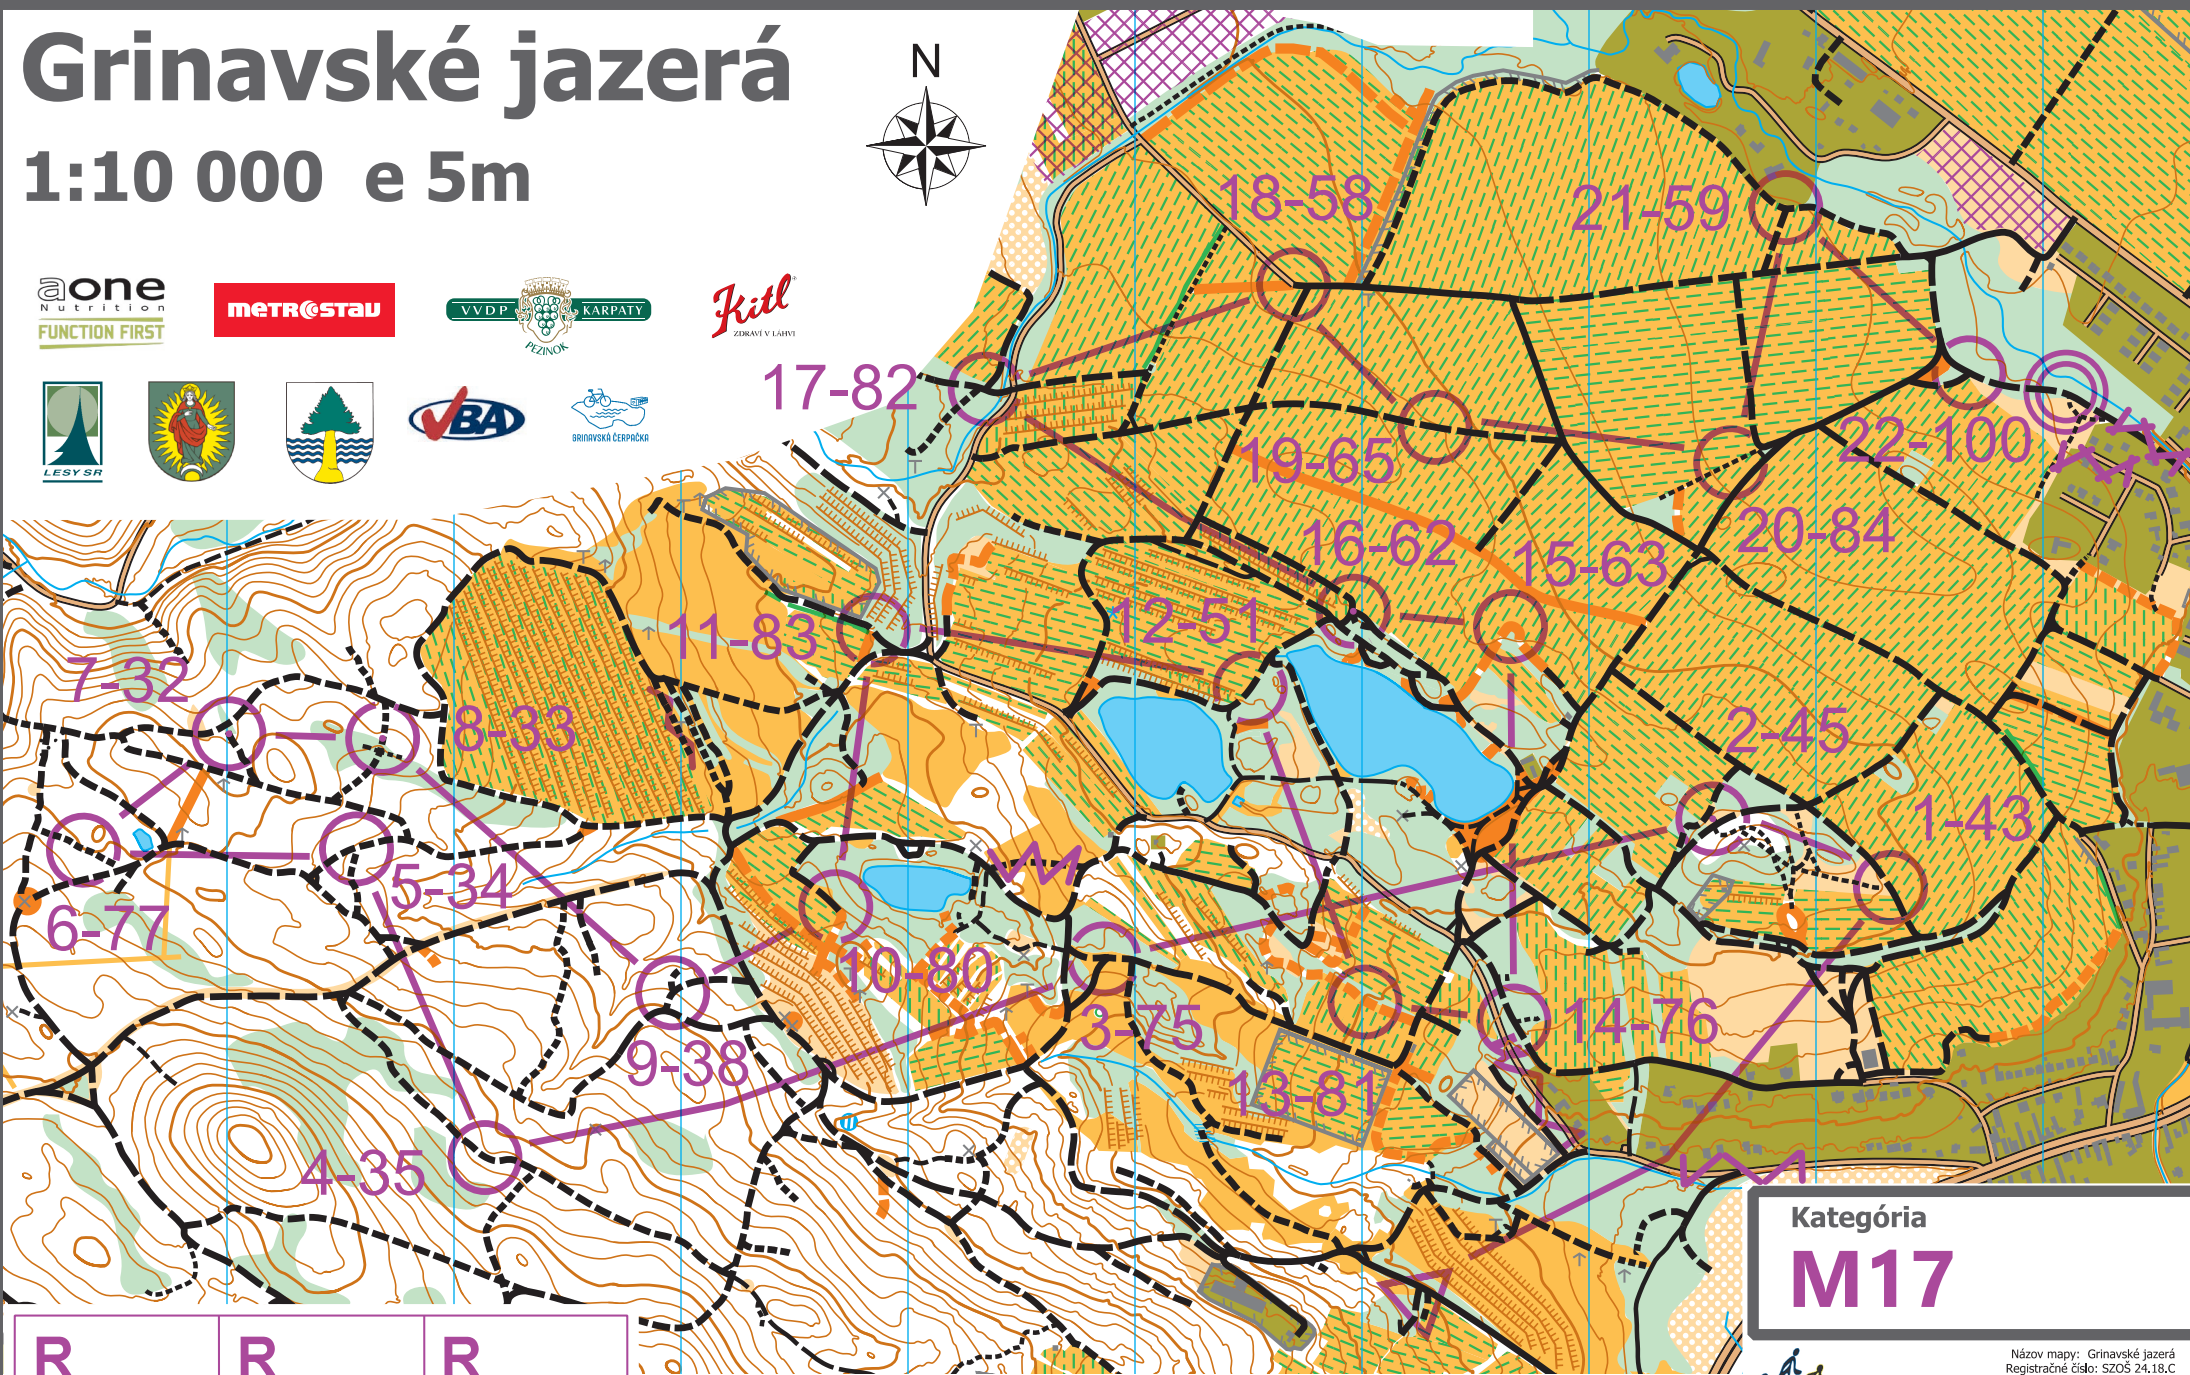 Grinavské jazerá
1:10 000 e 5m
N
aone
Nutrition
FUNCTION FIRST
METROSTAV
VVDP KARPATY
PEZINOK
Kitl
ZDRAVÍ V LÁHVI
LESY SR
VBA
GRINAVSKÁ ČERPAČKA
18-58
21-59
17-82
19-65
22-100
16-62
15-63
20-84
11-83
12-51
7-32
8-33
2-45
1-43
5-34
6-77
10-80
3-75
14-76
9-38
13-81
4-35
Kategória
M17
R
R
R
Názov mapy: Grinavské jazerá
Registračné číslo: SZOŠ 24.18.C